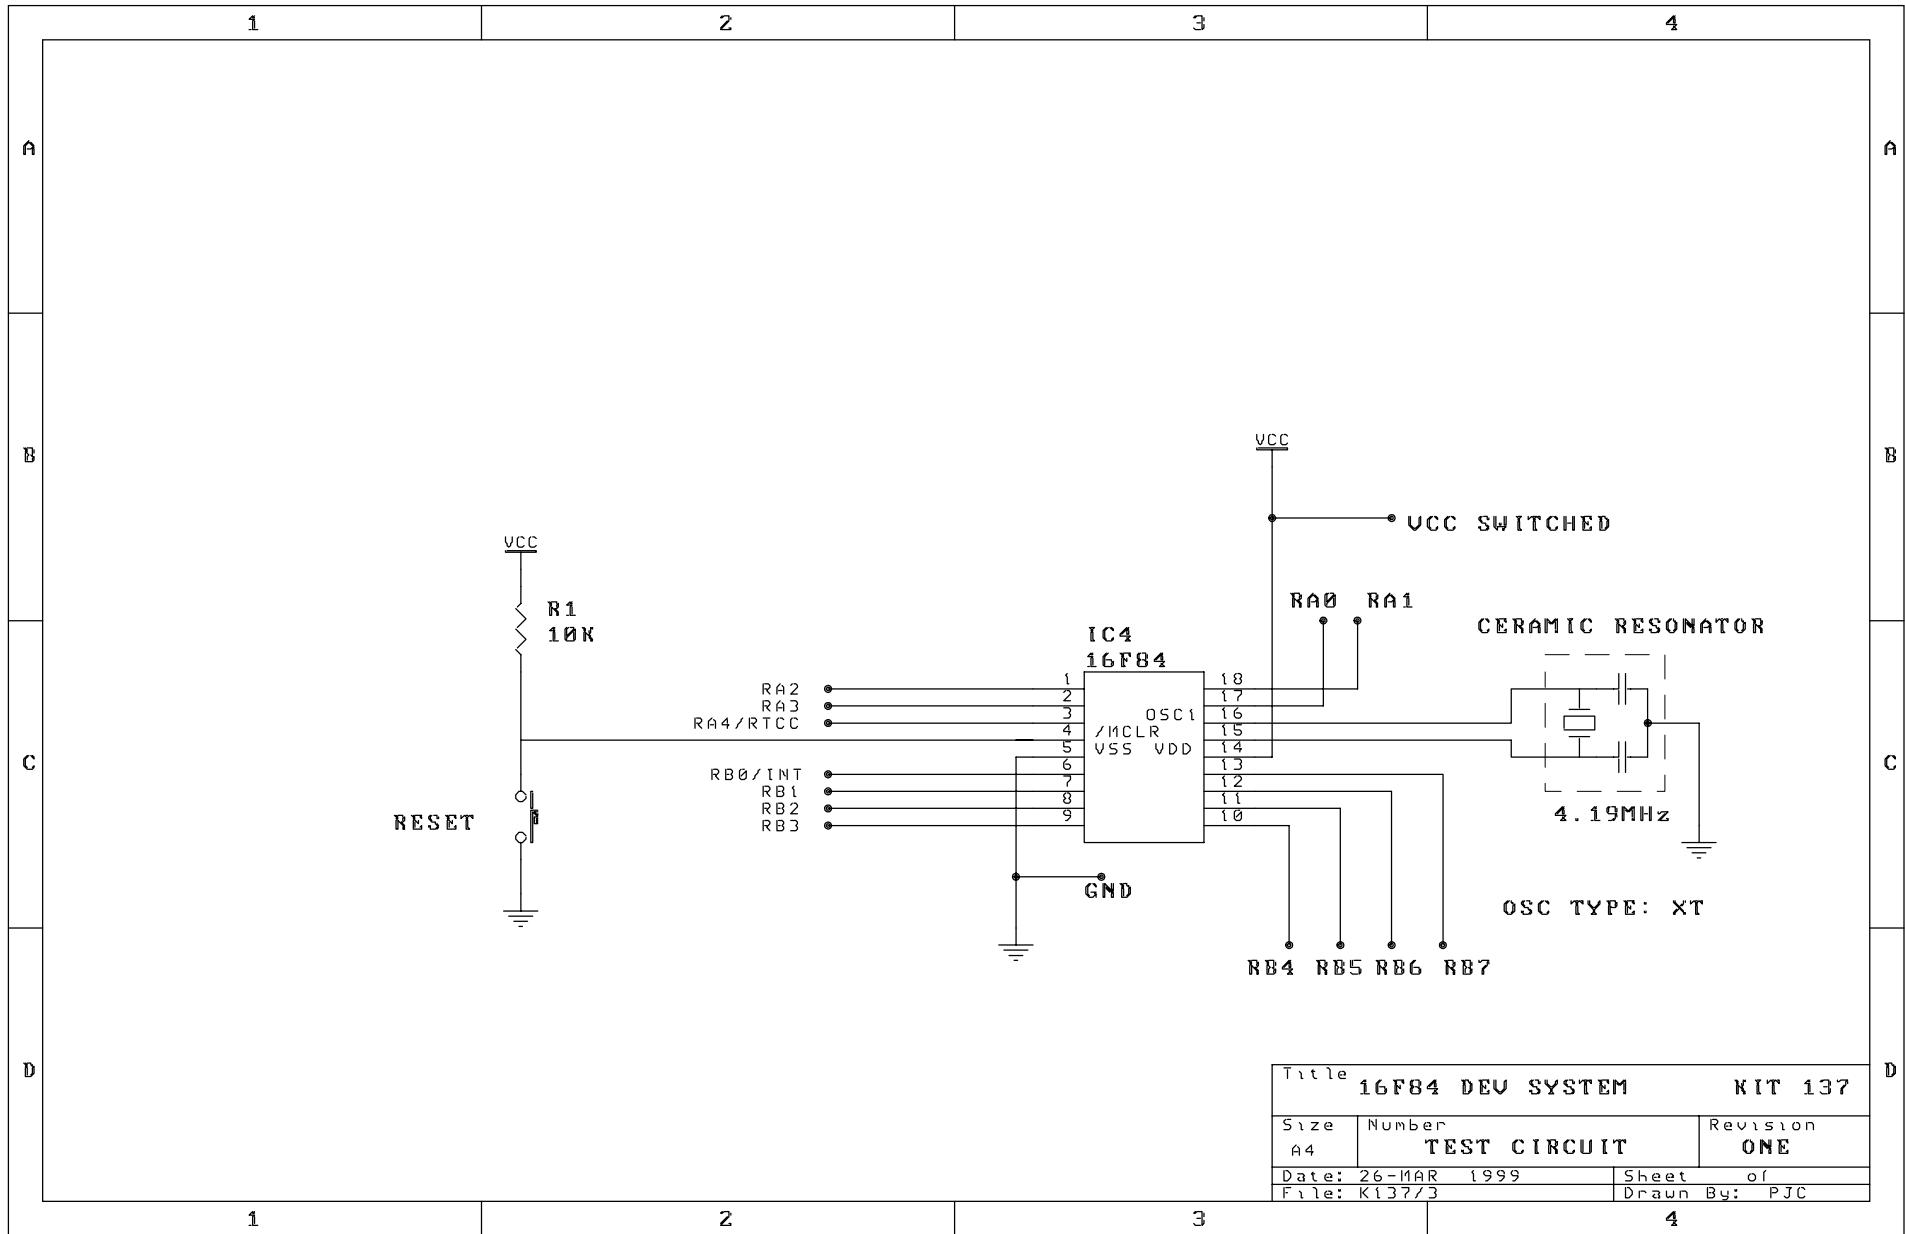 1 2 3 4
A A
VCC
B B
VCC SWITCHED
VCC
RA0 RA1
R1
10K
CERAMIC RESONATOR
IC4
16F84
RA2 1 18
RA3 2 17
RA4/RTCC 3 OSC1 16
4 /MCLR 15
5 VSS VDD 14
C C
RB0/INT 6 13
RB1 7 12
RB2 8 11
RB3 9 10
RESET
4.19MHz
GND
OSC TYPE: XT
RB4 RB5 RB6 RB7
D D
Title 16F84 DEV SYSTEM KIT 137
Size Number Revision
A4 TEST CIRCUIT ONE
Date: 26-MAR 1999 Sheet of
File: K137/3 Drawn By: PJC
1 2 3 4